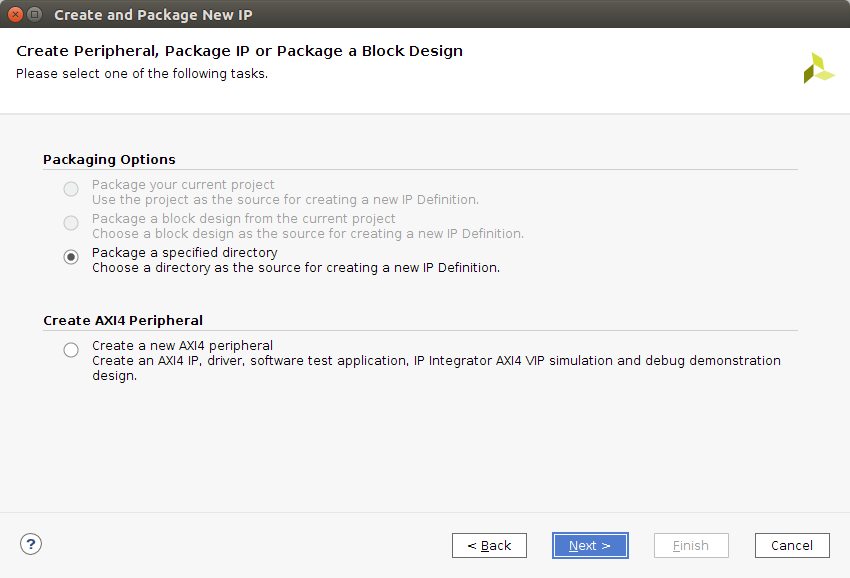 Create and Package New IP
Create Peripheral, Package IP or Package a Block Design
Please select one of the following tasks.
Packaging Options
Package your current project
Use the project as the source for creating a new IP Definition.
Package a block design from the current project
Choose a block design as the source for creating a new IP Definition.
Package a specified directory
Choose a directory as the source for creating a new IP Definition.
Create AXI4 Peripheral
Create a new AXI4 peripheral
Create an AXI4 IP, driver, software test application, IP Integrator AXI4 VIP simulation and debug demonstration
design.
?
< Back
Next >
Finish
Cancel